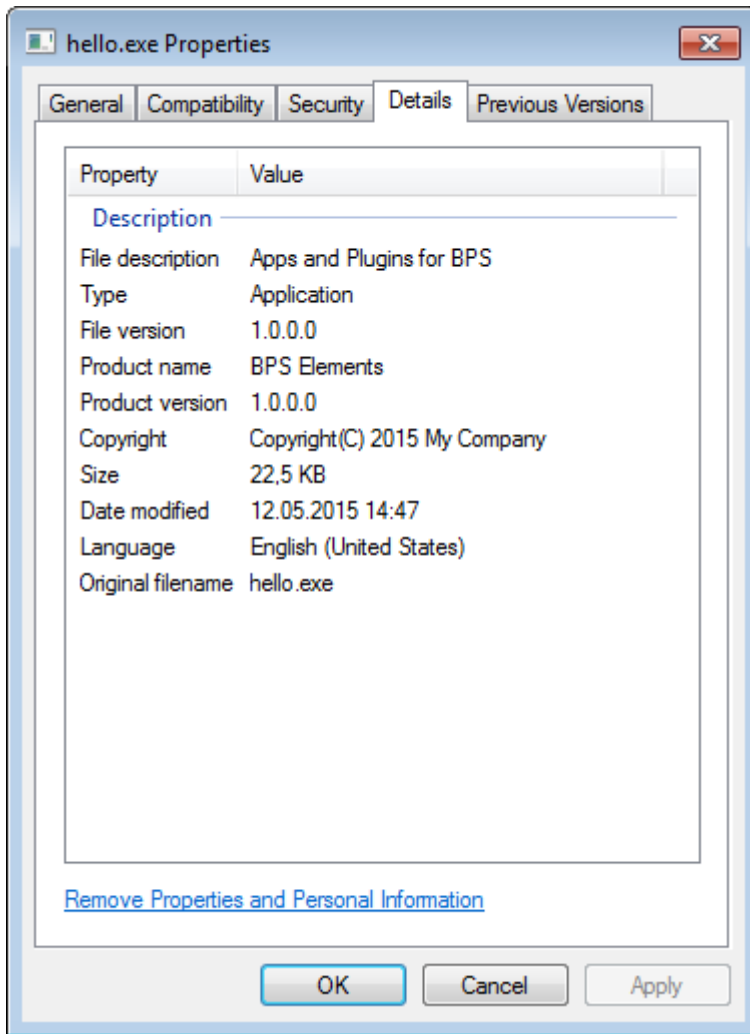 hello.exe Properties
General Compatibility Security Details Previous Versions
Property Value
Description
File description Apps and Plugins for BPS
Type Application
File version 1.0.0.0
Product name BPS Elements
Product version 1.0.0.0
Copyright Copyright(C) 2015 My Company
Size 22,5 KB
Date modified 12.05.2015 14:47
Language English (United States)
Original filename hello.exe
Remove Properties and Personal Information
OK Cancel Apply